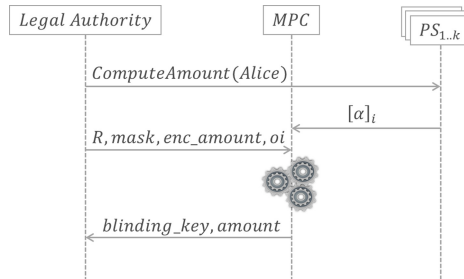 Legal Authority
MPC
PS1..k
ComputeAmount(Alice)
[α]i
R, mask, enc_amount, oi
blinding_key, amount